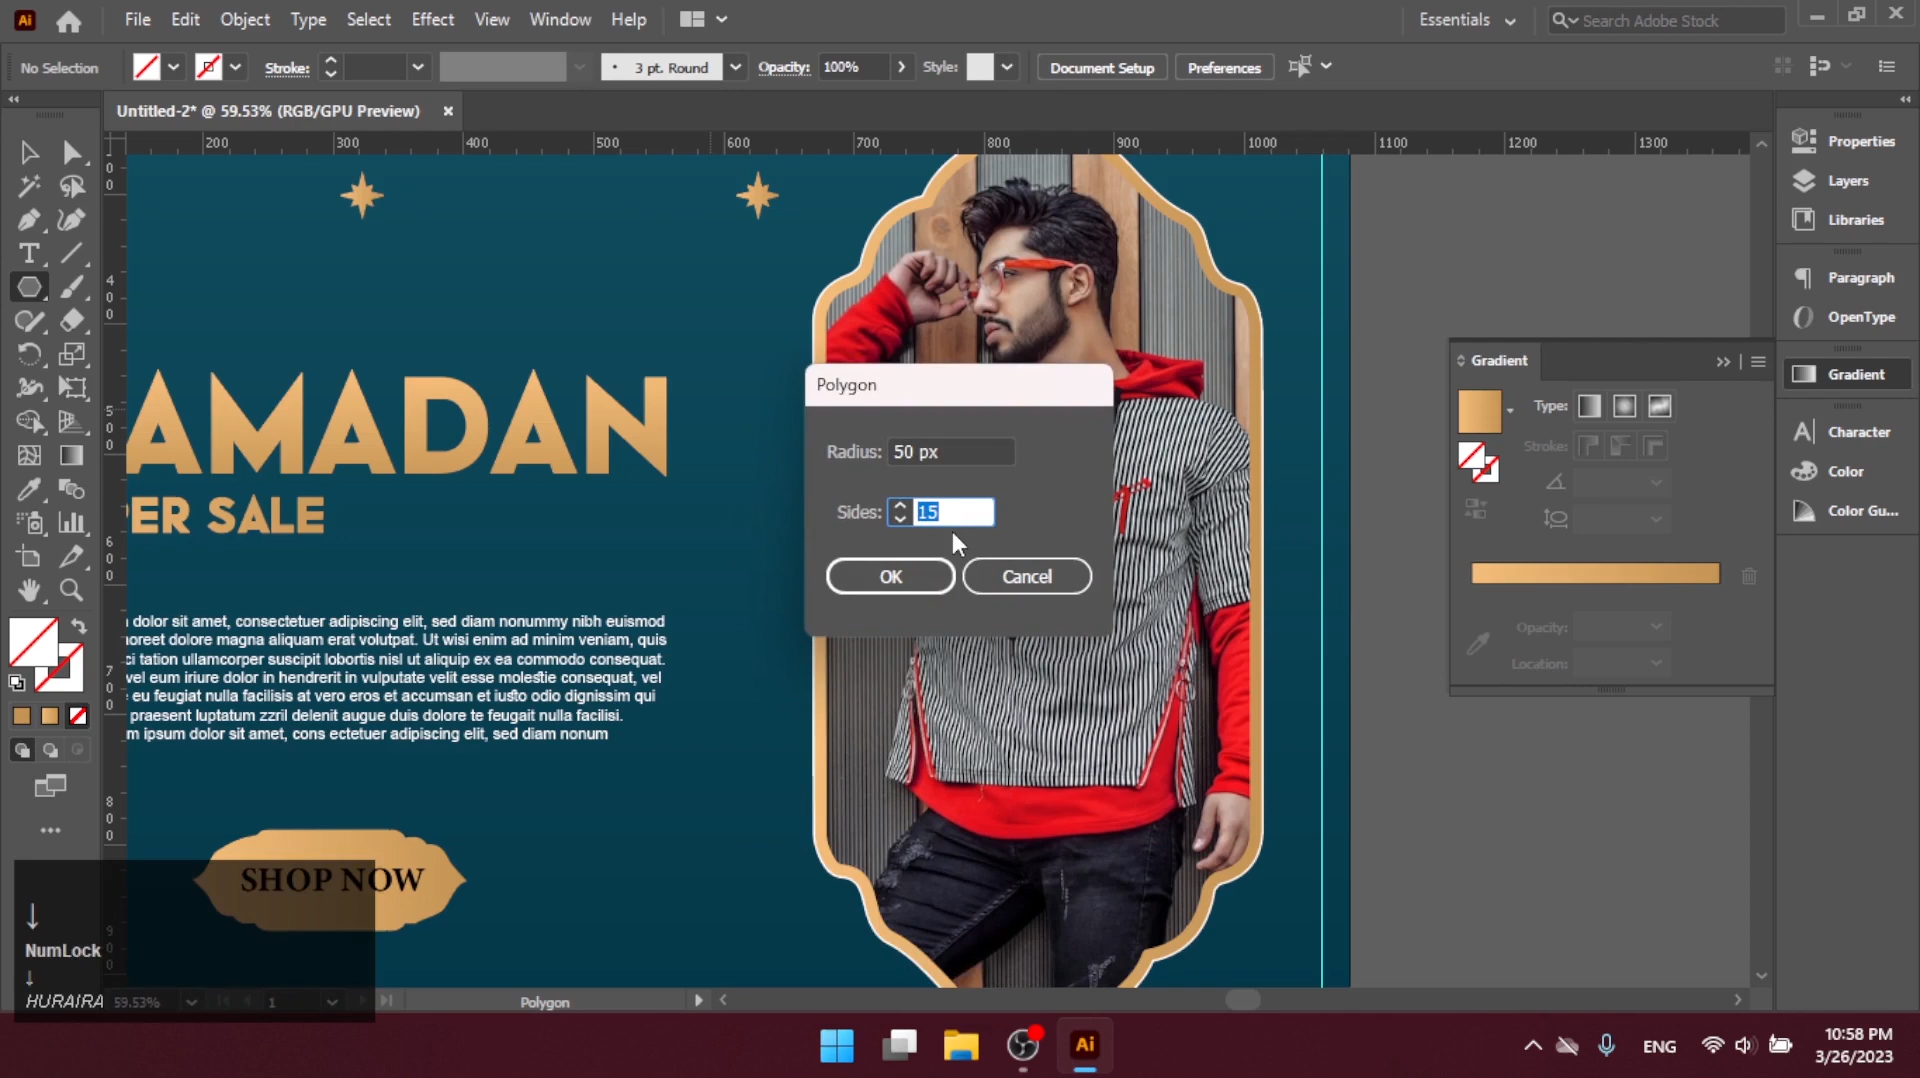 Ai File Edit Object Type Select Effect View Window Help Essentials Search Adobe Stock
No Selection Stroke: 3 pt. Round Opacity: 100% Style: Document Setup Preferences
Untitled-2* @ 59.53% (RGB/GPU Preview)
200 300 400 500 600 700 800 900 1000 1100 1200 1300
Properties
Layers
Libraries
Paragraph
OpenType
Gradient
Character
Color
Color Gu...
Gradient
Type:
Stroke:
Opacity:
Location:
Polygon
Radius: 50 px
Sides: 15
OK Cancel
AMADAN
ER SALE
dolor sit amet, consectetuer adipiscing elit, sed diam nonummy nibh euismod
oreet dolore magna aliquam erat volutpat. Ut wisi enim ad minim veniam, quis
ci tation ullamcorper suscipit lobortis nisl ut aliquip ex ea commodo consequat.
vel eum iriure dolor in hendrerit in vulputate velit esse molestie consequat, vel
eu feugiat nulla facilisis at vero eros et accumsan et iusto odio dignissim qui
praesent luptatum zzril delenit augue duis dolore te feugait nulla facilisi.
m ipsum dolor sit amet, cons ectetuer adipiscing elit, sed diam nonum
SHOP NOW
↓
NumLock
↓
HURAIRA
59.53% 1 Polygon
Ai ENG
10:58 PM
3/26/2023